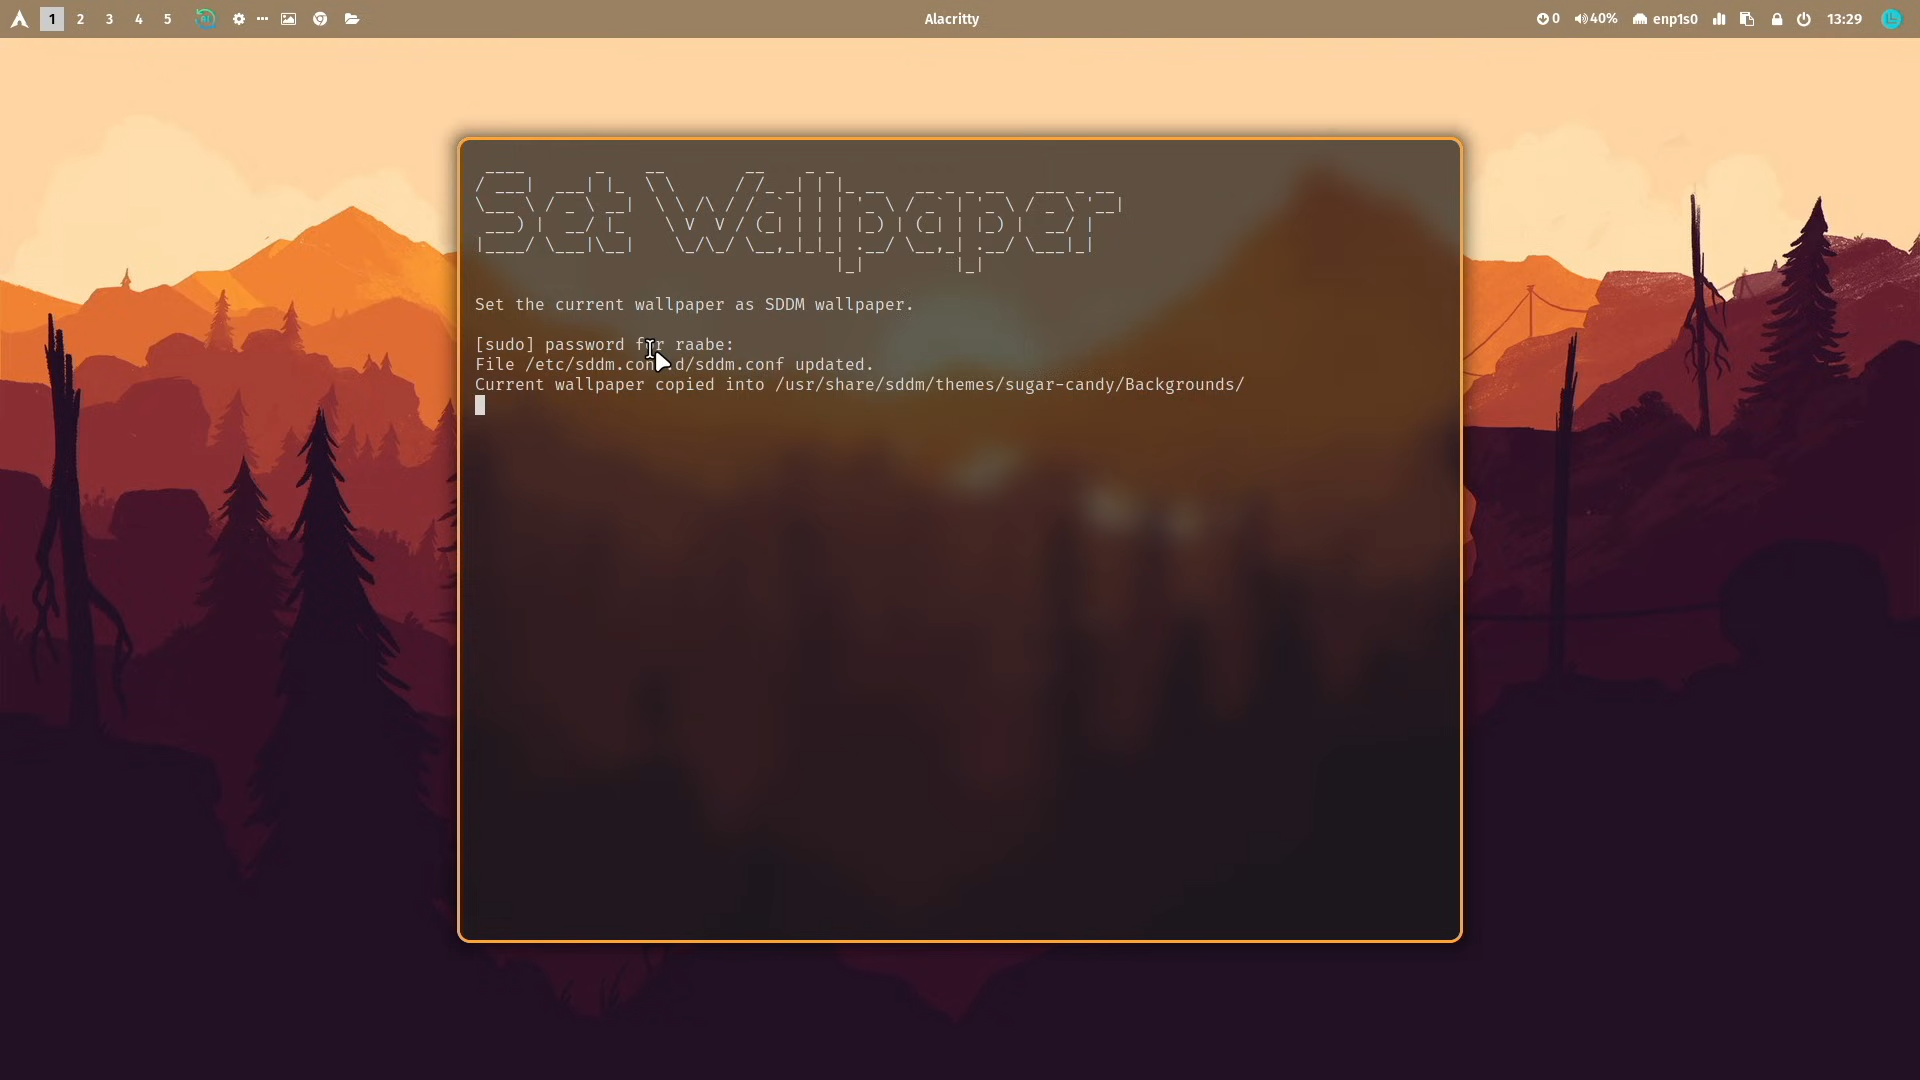 1 2 3 4 5 Alacritty 0 40% enp1s0 13:29
Set Wallpaper
Set the current wallpaper as SDDM wallpaper.
[sudo] password for raabe:
File /etc/sddm.conf.d/sddm.conf updated.
Current wallpaper copied into /usr/share/sddm/themes/sugar-candy/Backgrounds/